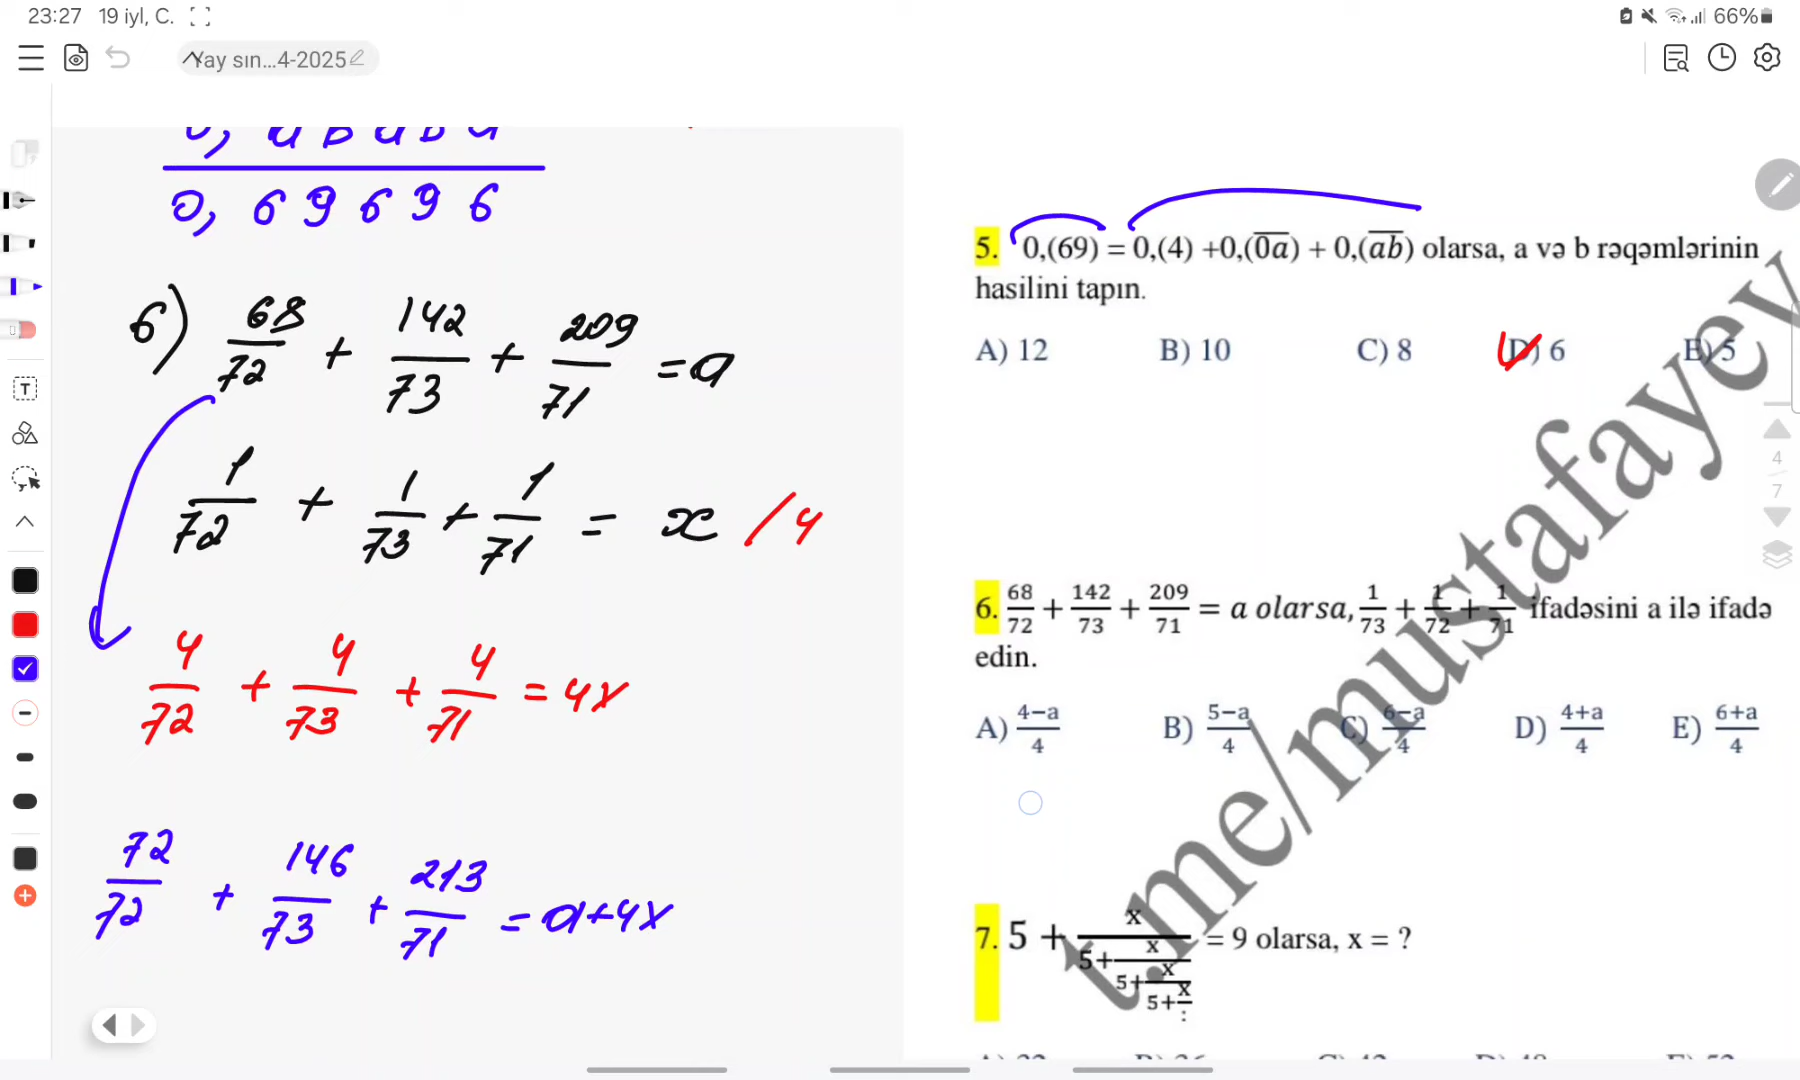 23:27 19 iyl, C. 66%
Yay sın...4-2025
0, 6 9 6 9 6
6) 68/72 + 142/73 + 209/71 = a
1/72 + 1/73 + 1/71 = x /4
4/72 + 4/73 + 4/71 = 4x
72/72 + 146/73 + 213/71 = a+4x
5. 0,(69) = 0,(4) +0,(0a) + 0,(ab) olarsa, a və b rəqəmlərinin
hasilini tapın.
A) 12 B) 10 C) 8 D) 6 E) 5
6. 68/72 + 142/73 + 209/71 = a olarsa, 1/73 + 1/72 + 1/71 ifadəsini a ilə ifadə
edin.
A) 4−a/4 B) 5−a/4 C) 6−a/4 D) 4+a/4 E) 6+a/4
7. 5 + x/5+x/5+x/5+x/⋮ = 9 olarsa, x = ?
t.me/mustafayev
4
7
T